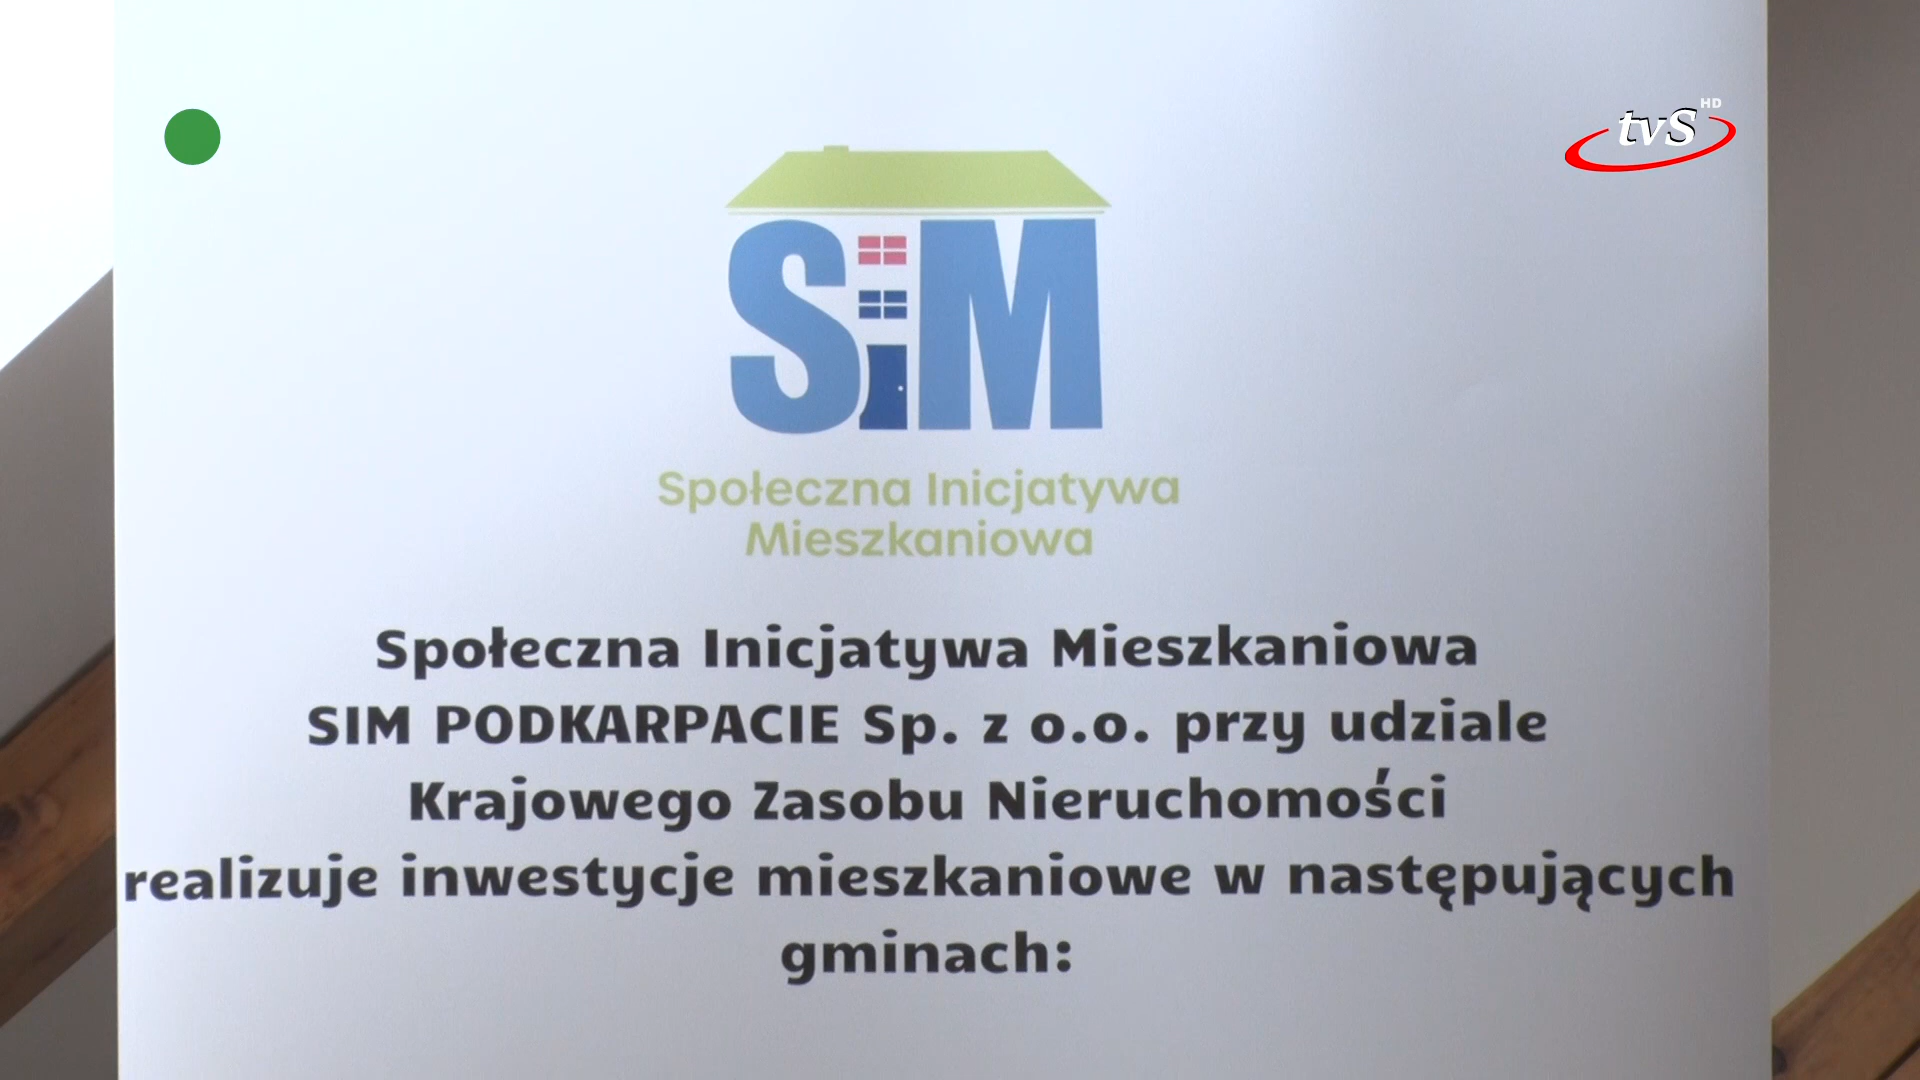 tvS HD
SiM
Społeczna Inicjatywa
Mieszkaniowa
Społeczna Inicjatywa Mieszkaniowa
SIM PODKARPACIE Sp. z o.o. przy udziale
Krajowego Zasobu Nieruchomości
realizuje inwestycje mieszkaniowe w następujących
gminach: